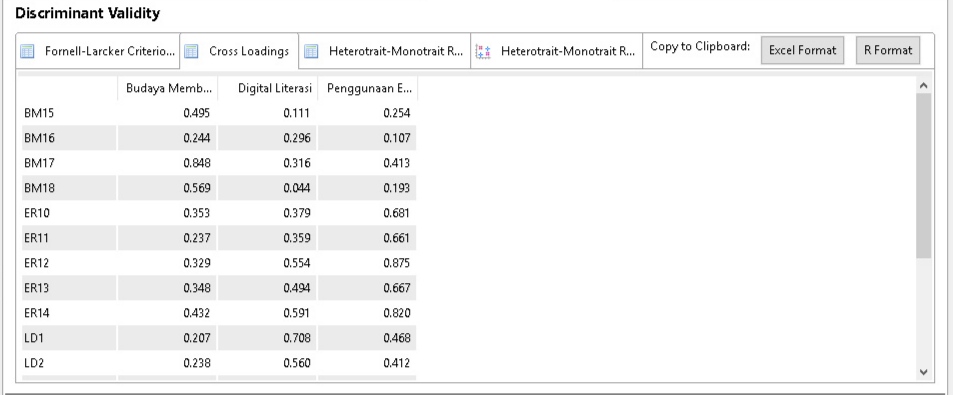 Discriminant Validity
Fornell-Larcker Criterio... Cross Loadings Heterotrait-Monotrait R... Heterotrait-Monotrait R... Copy to Clipboard: Excel Format R Format
Budaya Memb... Digital Literasi Penggunaan E...
BM15 0.495 0.111 0.254
BM16 0.244 0.296 0.107
BM17 0.848 0.316 0.413
BM18 0.569 0.044 0.193
ER10 0.353 0.379 0.681
ER11 0.237 0.359 0.661
ER12 0.329 0.554 0.875
ER13 0.348 0.494 0.667
ER14 0.432 0.591 0.820
LD1 0.207 0.708 0.468
LD2 0.238 0.560 0.412